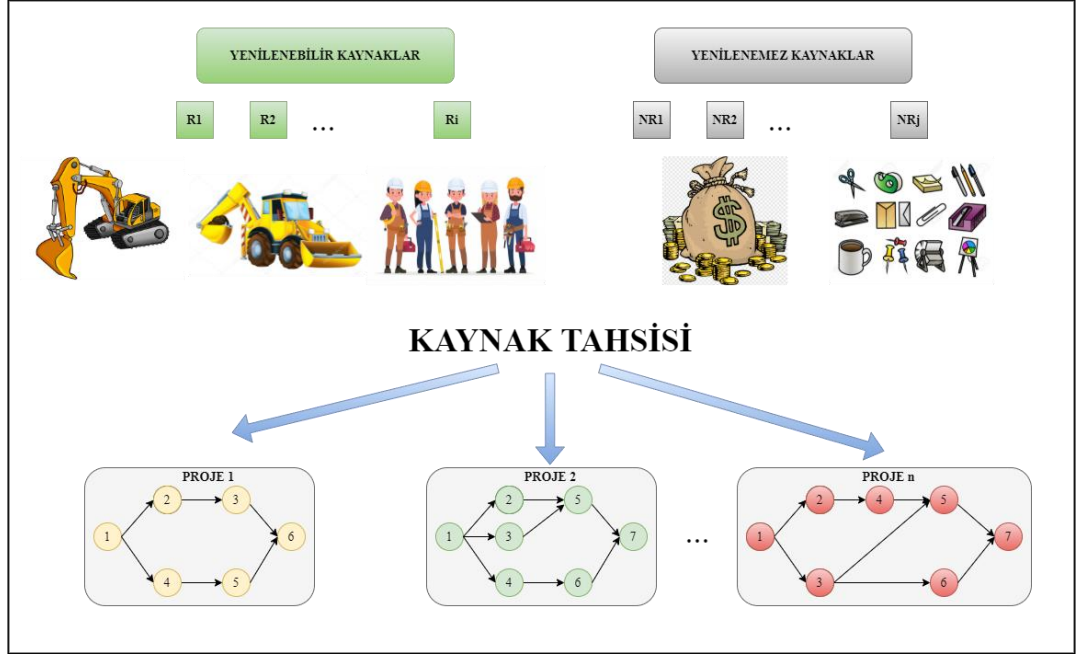 YENİLENEBİLİR KAYNAKLAR
YENİLENEMEZ KAYNAKLAR
R1 R2 ... Ri
NR1 NR2 ... NRj
$
KAYNAK TAHSİSİ
PROJE 1
1 2 3 4 5 6
PROJE 2
1 2 3 4 5 6 7
...
PROJE n
1 2 3 4 5 6 7